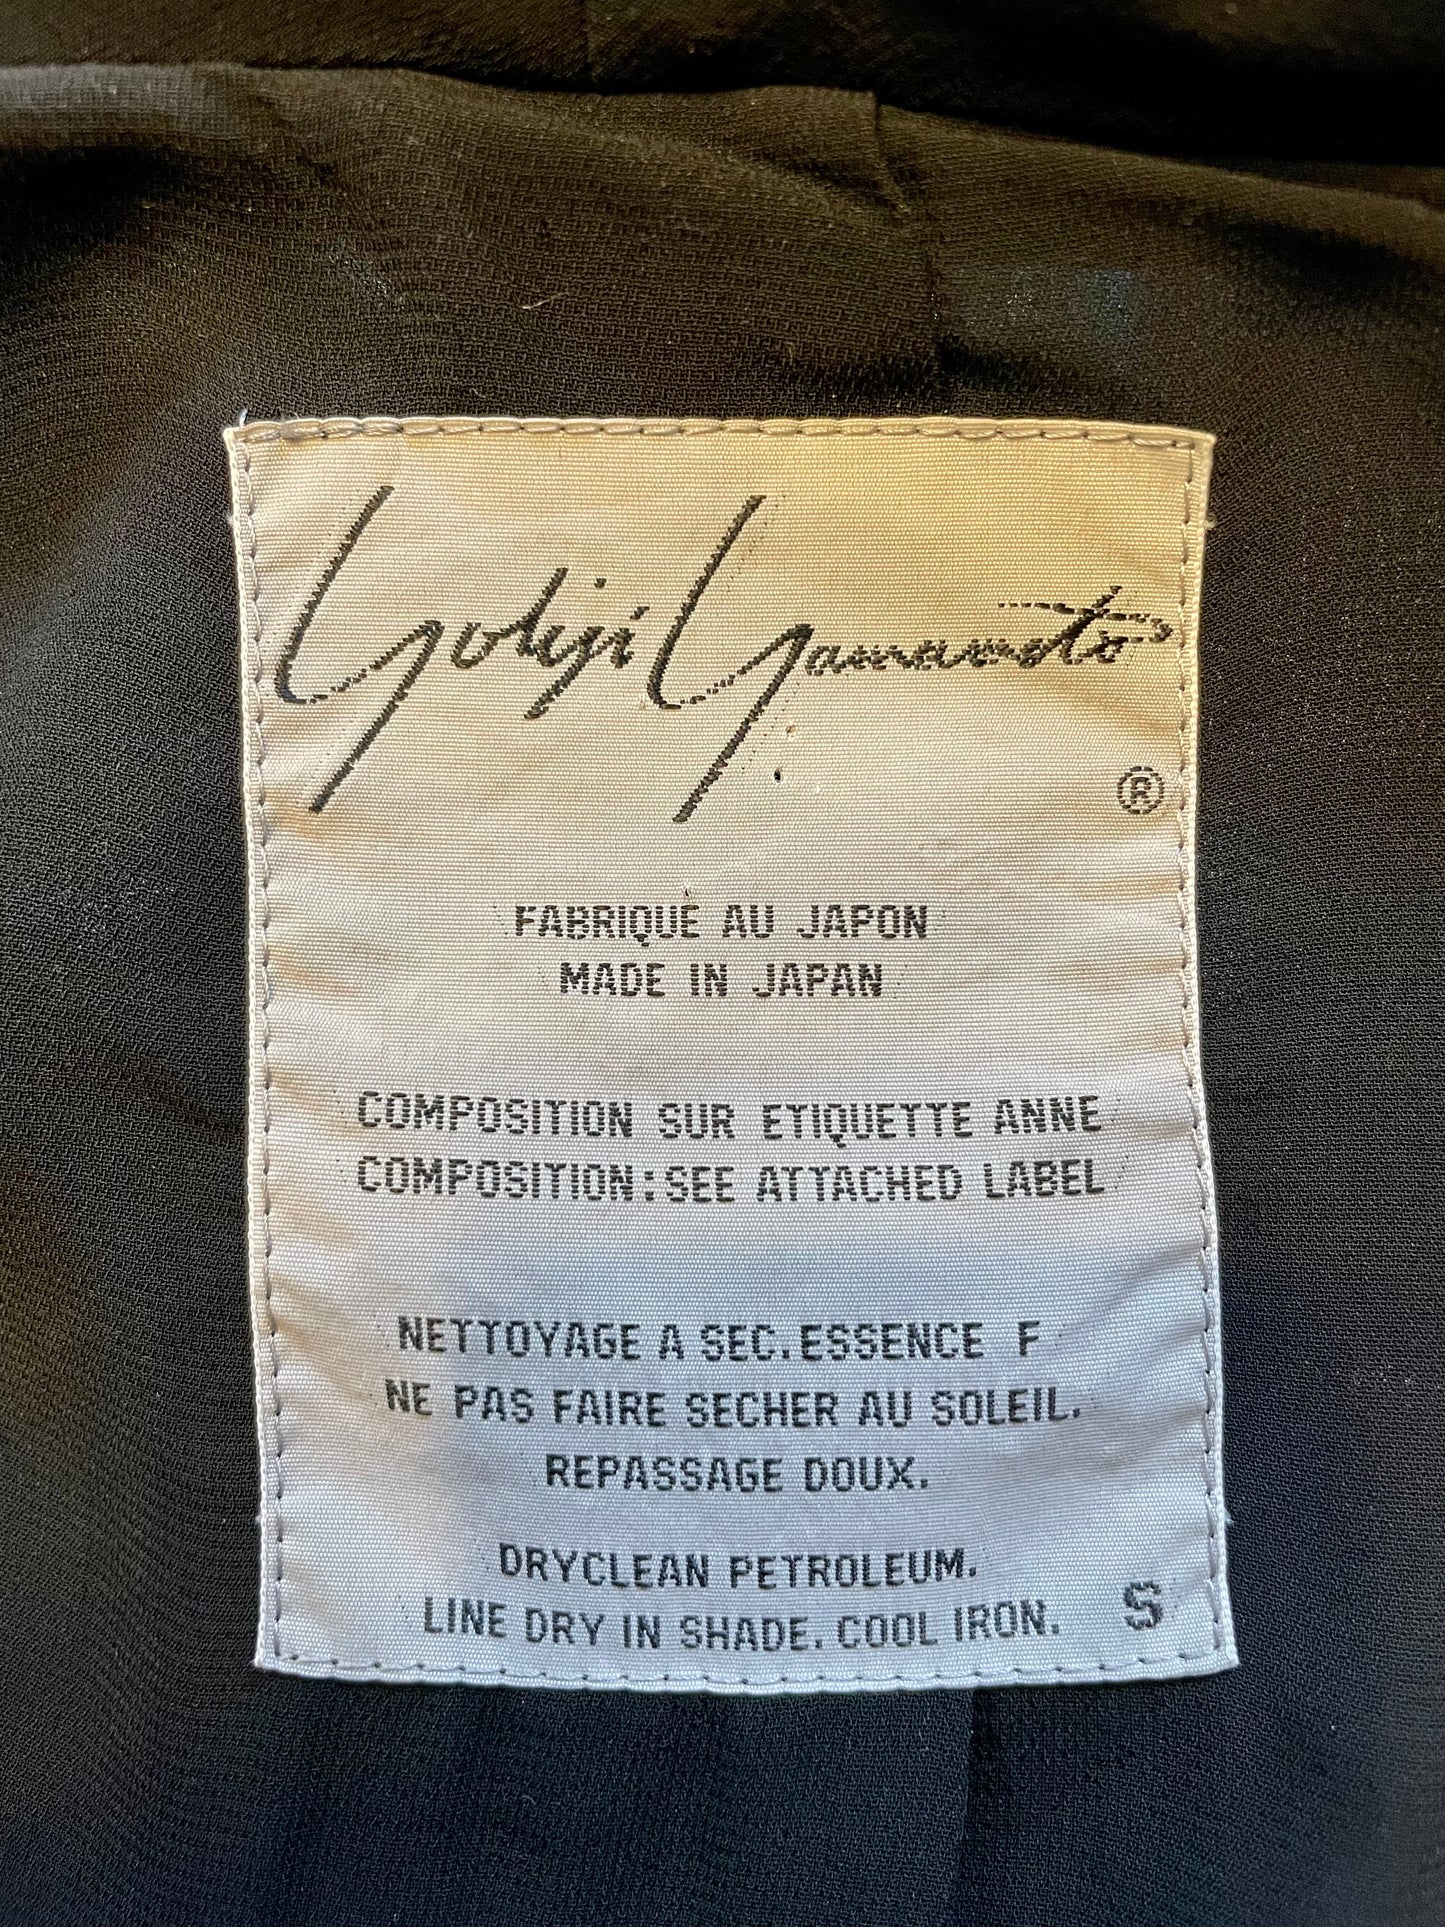 Yohji Yamamoto
®
FABRIQUE AU JAPON
MADE IN JAPAN
COMPOSITION SUR ETIQUETTE ANNE
COMPOSITION:SEE ATTACHED LABEL
NETTOYAGE A SEC.ESSENCE F
NE PAS FAIRE SECHER AU SOLEIL.
REPASSAGE DOUX.
DRYCLEAN PETROLEUM.
LINE DRY IN SHADE. COOL IRON. S